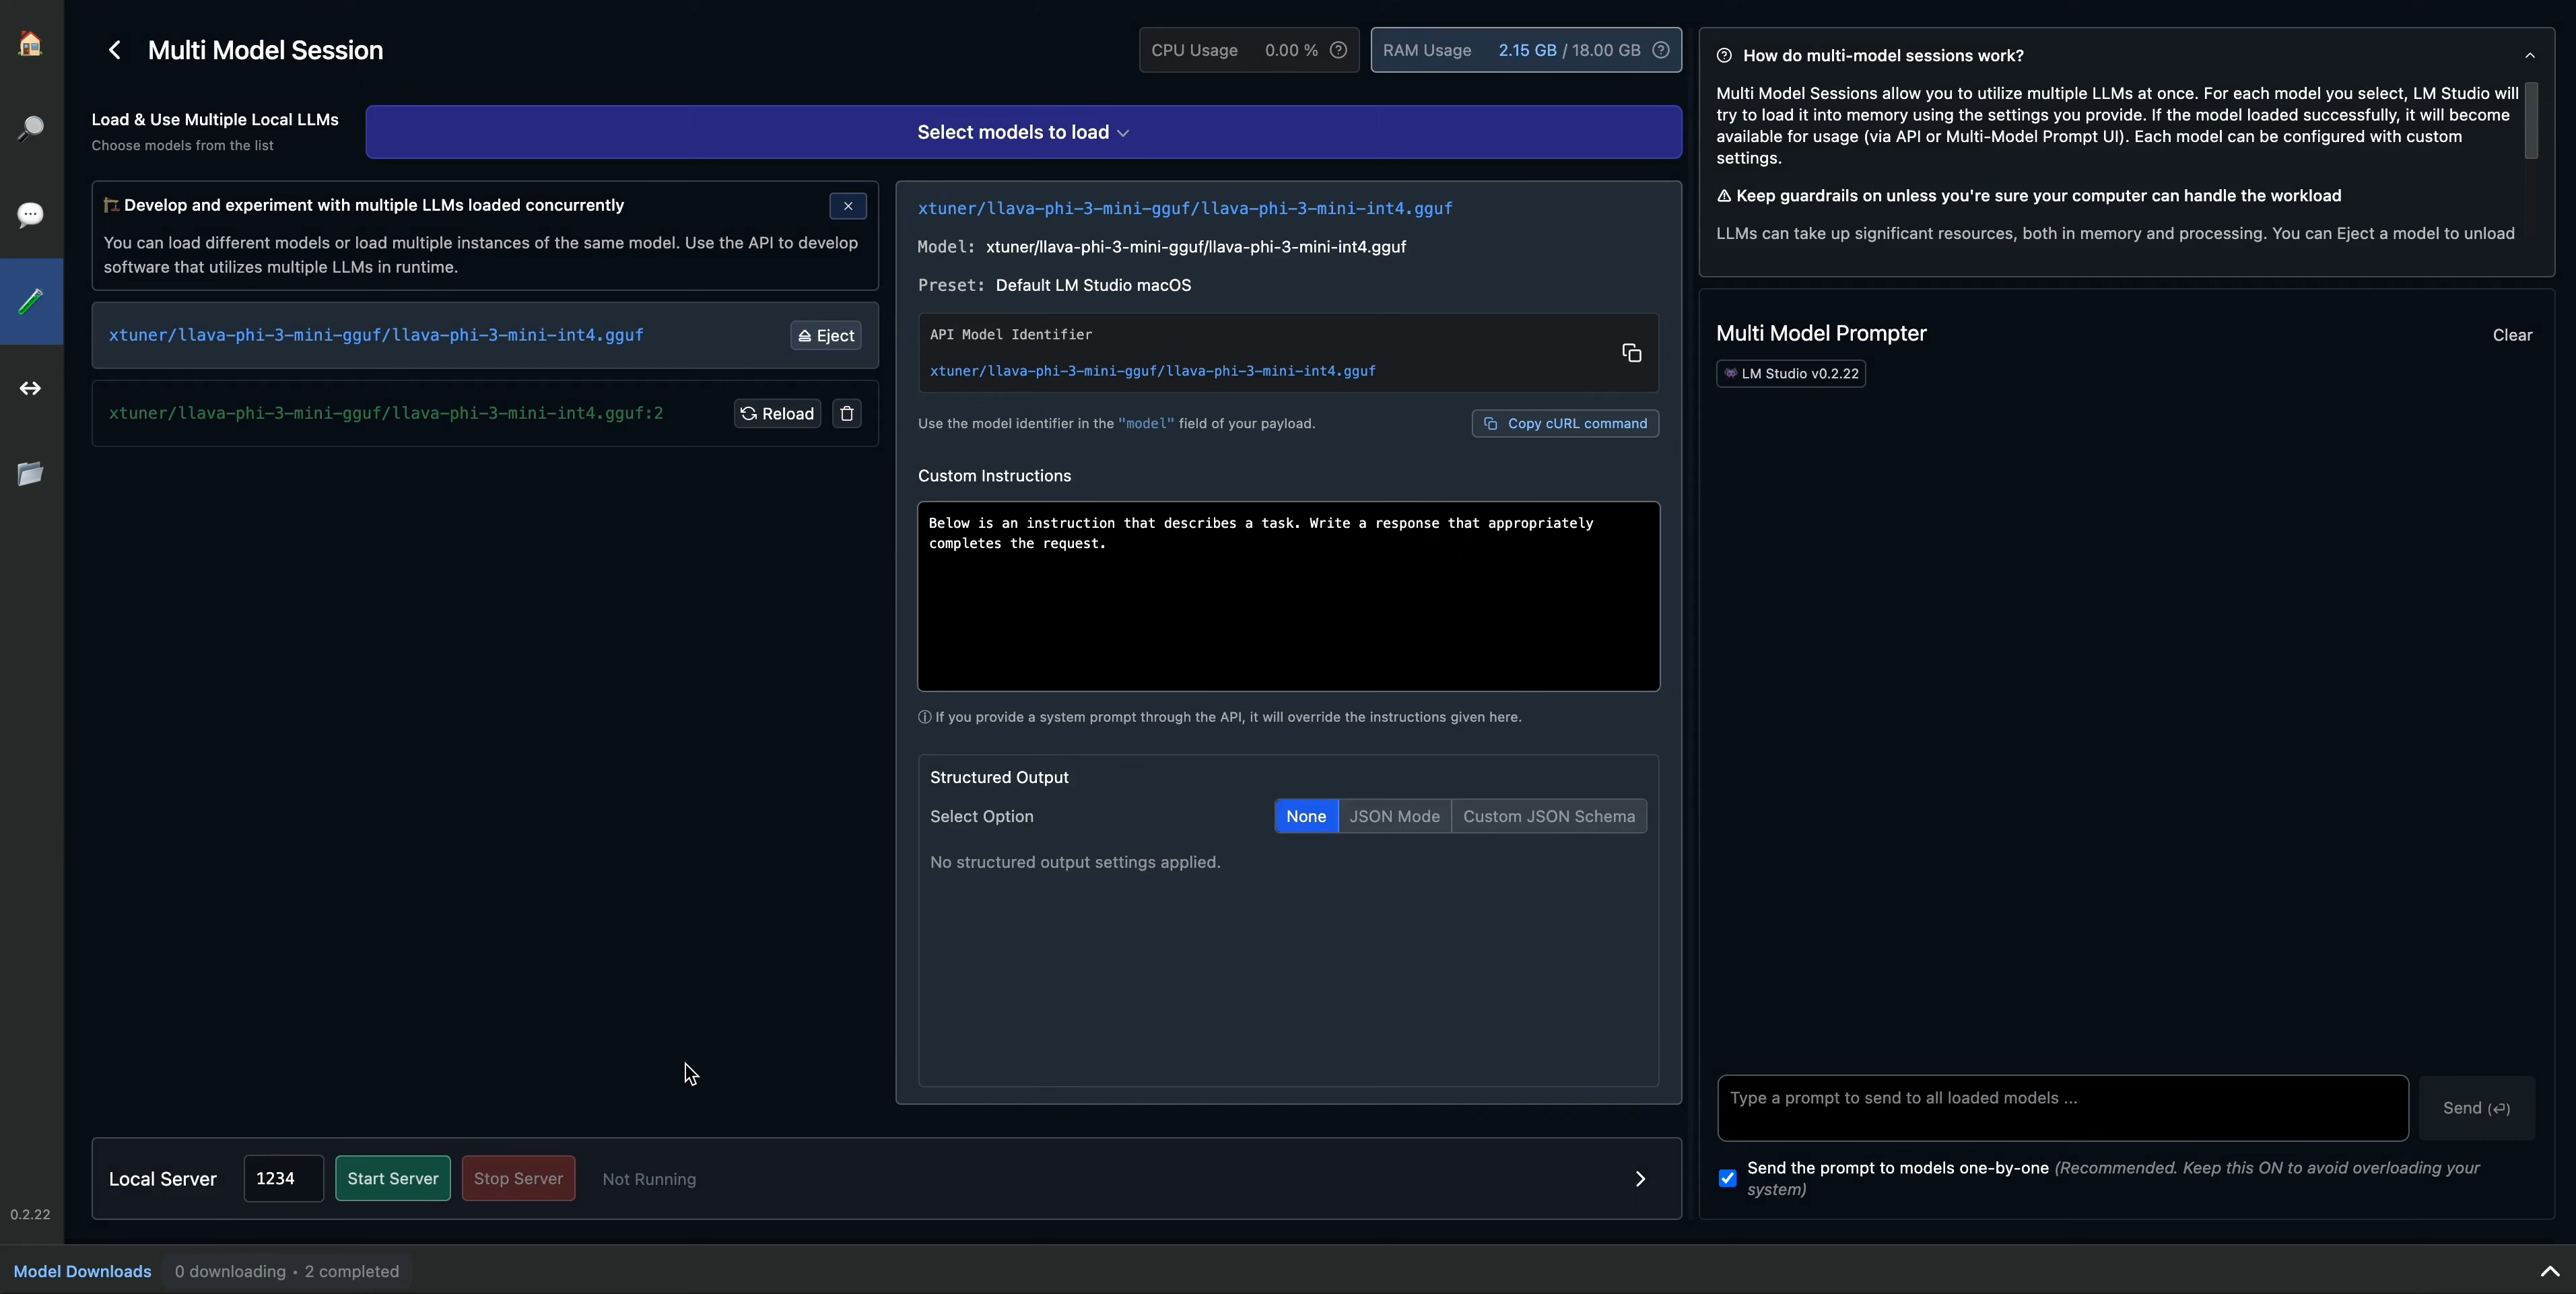 Multi Model Session
CPU Usage 0.00 %
RAM Usage 2.15 GB / 18.00 GB
Load & Use Multiple Local LLMs
Choose models from the list
Select models to load
Develop and experiment with multiple LLMs loaded concurrently
You can load different models or load multiple instances of the same model. Use the API to develop
software that utilizes multiple LLMs in runtime.
xtuner/llava-phi-3-mini-gguf/llava-phi-3-mini-int4.gguf
Eject
xtuner/llava-phi-3-mini-gguf/llava-phi-3-mini-int4.gguf:2
Reload
xtuner/llava-phi-3-mini-gguf/llava-phi-3-mini-int4.gguf
Model: xtuner/llava-phi-3-mini-gguf/llava-phi-3-mini-int4.gguf
Preset: Default LM Studio macOS
API Model Identifier
xtuner/llava-phi-3-mini-gguf/llava-phi-3-mini-int4.gguf
Use the model identifier in the "model" field of your payload.
Copy cURL command
Custom Instructions
Below is an instruction that describes a task. Write a response that appropriately
completes the request.
If you provide a system prompt through the API, it will override the instructions given here.
Structured Output
Select Option
None
JSON Mode
Custom JSON Schema
No structured output settings applied.
Local Server
1234
Start Server
Stop Server
Not Running
How do multi-model sessions work?
Multi Model Sessions allow you to utilize multiple LLMs at once. For each model you select, LM Studio will
try to load it into memory using the settings you provide. If the model loaded successfully, it will become
available for usage (via API or Multi-Model Prompt UI). Each model can be configured with custom
settings.
Keep guardrails on unless you're sure your computer can handle the workload
LLMs can take up significant resources, both in memory and processing. You can Eject a model to unload
Multi Model Prompter
Clear
LM Studio v0.2.22
Type a prompt to send to all loaded models ...
Send (⏎)
Send the prompt to models one-by-one (Recommended. Keep this ON to avoid overloading your
system)
0.2.22
Model Downloads
0 downloading • 2 completed